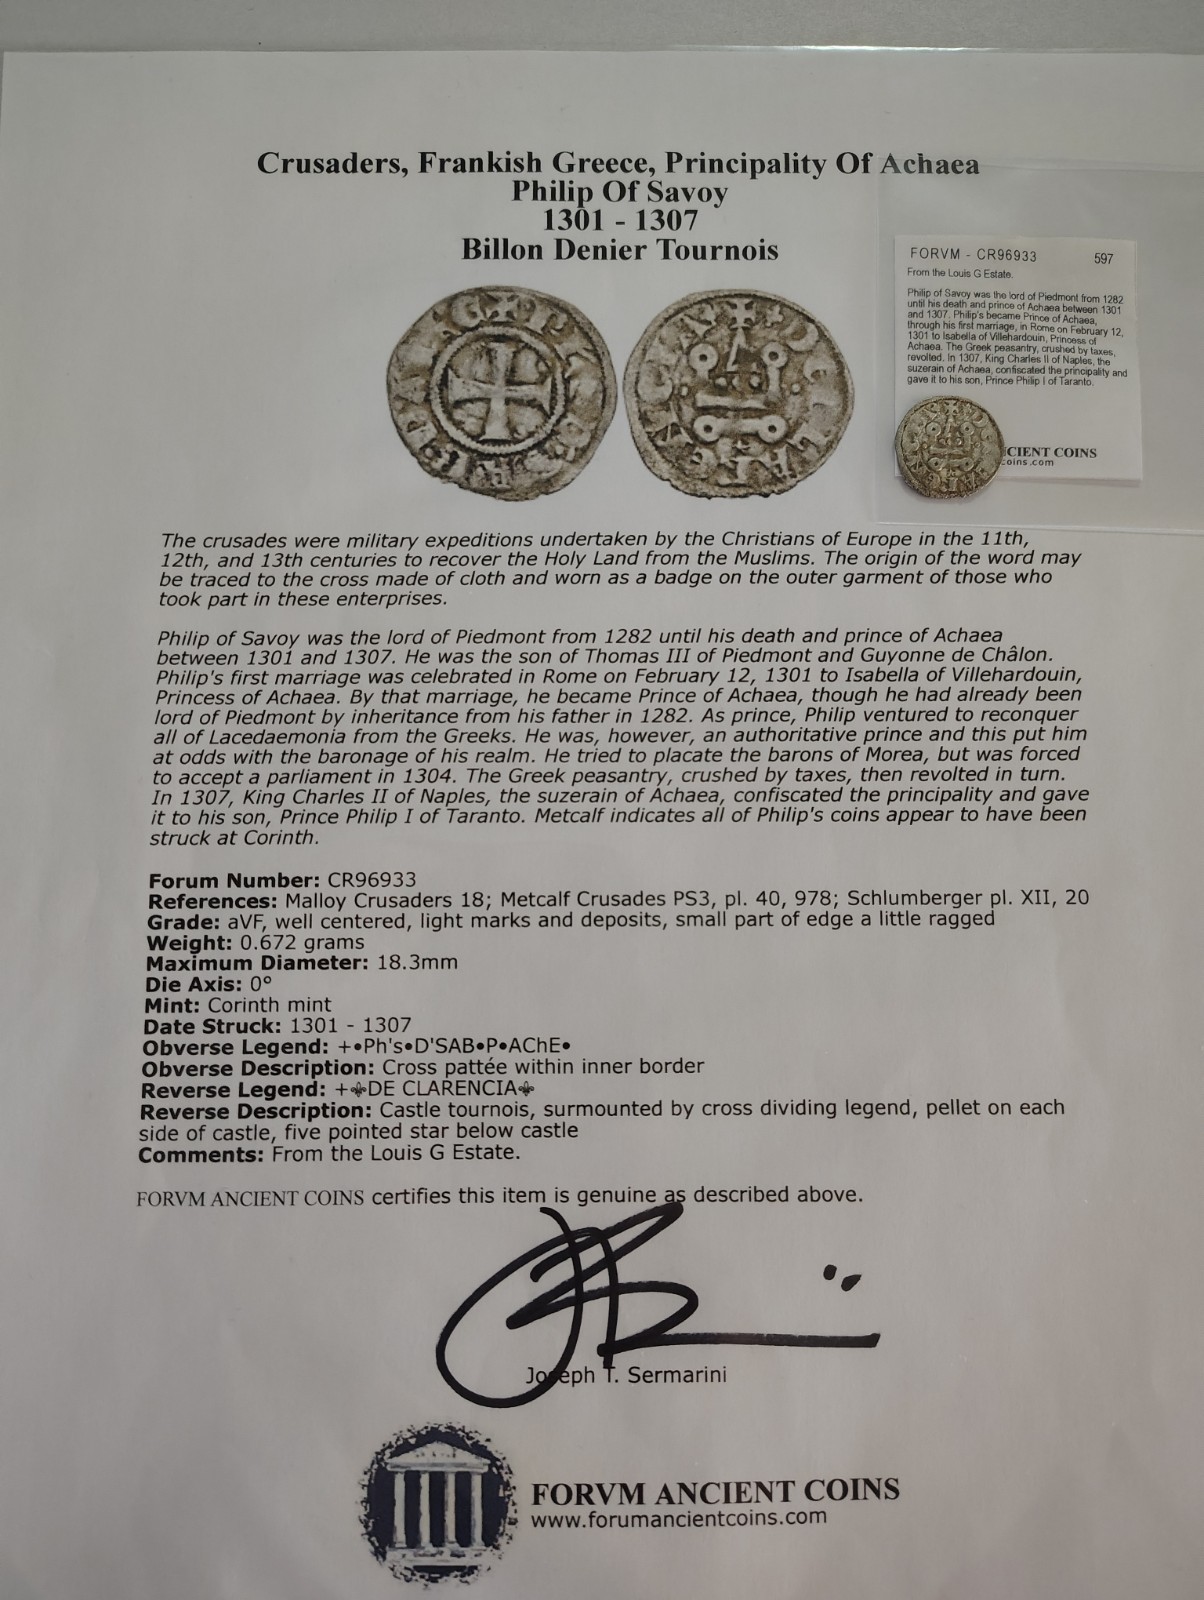 Crusaders, Frankish Greece, Principality Of Achaea
Philip Of Savoy
1301 - 1307
Billon Denier Tournois
FORVM - CR96933 597
From the Louis G Estate.
Philip of Savoy was the lord of Piedmont from 1282
until his death and prince of Achaea between 1301
and 1307. Philip's became Prince of Achaea,
through his first marriage, in Rome on February 12,
1301 to Isabella of Villehardouin, Princess of
Achaea. The Greek peasantry, crushed by taxes,
revolted. In 1307, King Charles II of Naples, the
suzerain of Achaea, confiscated the principality and
gave it to his son, Prince Philip I of Taranto.
CIENT COINS
coins.com
The crusades were military expeditions undertaken by the Christians of Europe in the 11th,
12th, and 13th centuries to recover the Holy Land from the Muslims. The origin of the word may
be traced to the cross made of cloth and worn as a badge on the outer garment of those who
took part in these enterprises.
Philip of Savoy was the lord of Piedmont from 1282 until his death and prince of Achaea
between 1301 and 1307. He was the son of Thomas III of Piedmont and Guyonne de Châlon.
Philip's first marriage was celebrated in Rome on February 12, 1301 to Isabella of Villehardouin,
Princess of Achaea. By that marriage, he became Prince of Achaea, though he had already been
lord of Piedmont by inheritance from his father in 1282. As prince, Philip ventured to reconquer
all of Lacedaemonia from the Greeks. He was, however, an authoritative prince and this put him
at odds with the baronage of his realm. He tried to placate the barons of Morea, but was forced
to accept a parliament in 1304. The Greek peasantry, crushed by taxes, then revolted in turn.
In 1307, King Charles II of Naples, the suzerain of Achaea, confiscated the principality and gave
it to his son, Prince Philip I of Taranto. Metcalf indicates all of Philip's coins appear to have been
struck at Corinth.
Forum Number: CR96933
References: Malloy Crusaders 18; Metcalf Crusades PS3, pl. 40, 978; Schlumberger pl. XII, 20
Grade: aVF, well centered, light marks and deposits, small part of edge a little ragged
Weight: 0.672 grams
Maximum Diameter: 18.3mm
Die Axis: 0°
Mint: Corinth mint
Date Struck: 1301 - 1307
Obverse Legend: +•Ph's•D'SAB•P•AChE•
Obverse Description: Cross pattée within inner border
Reverse Legend: +⚜DE CLARENCIA⚜
Reverse Description: Castle tournois, surmounted by cross dividing legend, pellet on each
side of castle, five pointed star below castle
Comments: From the Louis G Estate.
FORVM ANCIENT COINS certifies this item is genuine as described above.
Joseph T. Sermarini
FORVM ANCIENT COINS
www.forumancientcoins.com